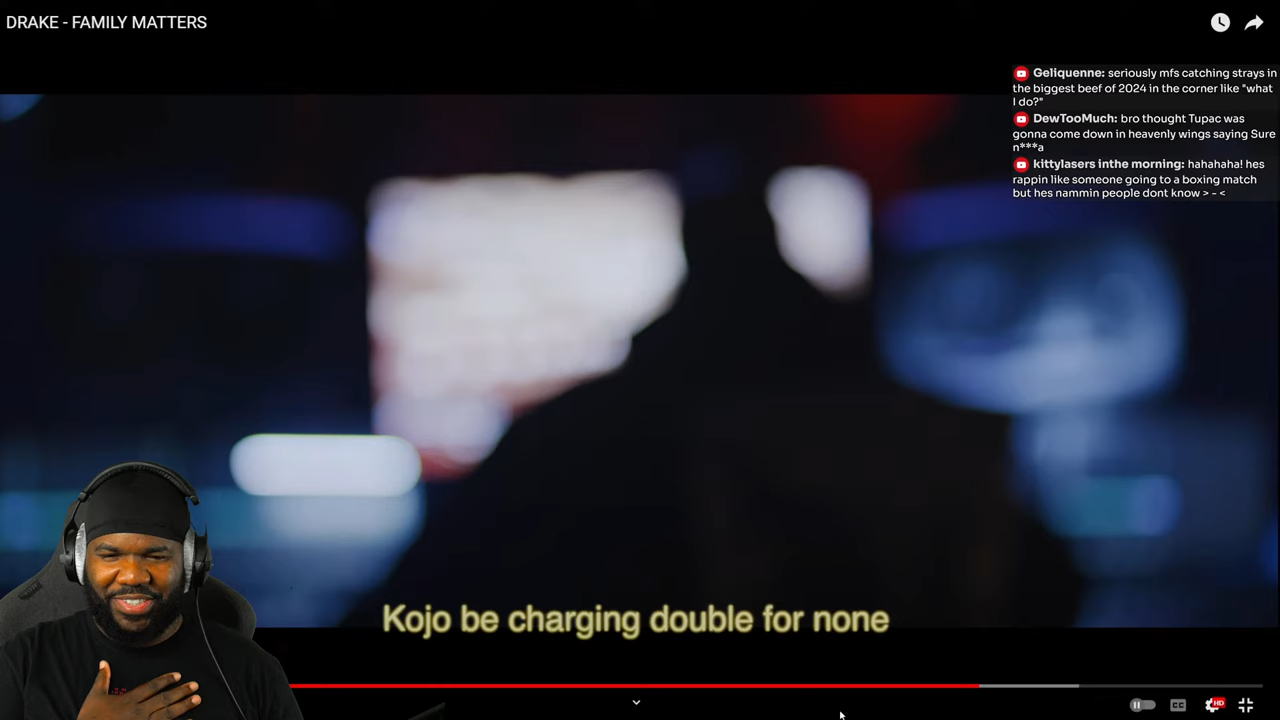 DRAKE - FAMILY MATTERS
Geliquenne: seriously mfs catching strays in
the biggest beef of 2024 in the corner like "what
I do?"
DewTooMuch: bro thought Tupac was
gonna come down in heavenly wings saying Sure
n***a
kittylasers inthe morning: hahahaha! hes
rappin like someone going to a boxing match
but hes nammin people dont know > - <
Kojo be charging double for none
CC
HD